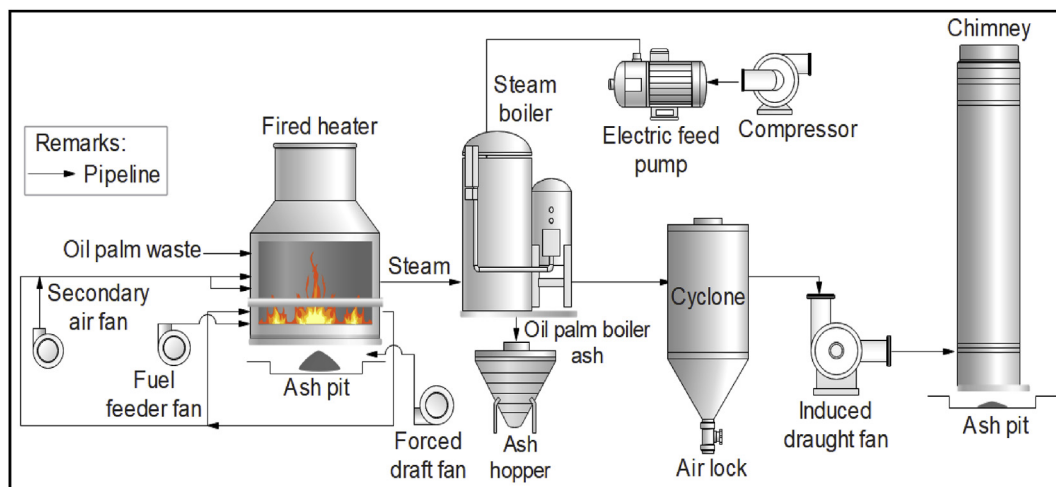 Chimney
Steam
boiler
Electric feed
pump
Compressor
Fired heater
Remarks:
Pipeline
Oil palm waste
Steam
Secondary
air fan
Cyclone
Oil palm boiler
ash
Fuel
feeder fan
Ash pit
Forced
draft fan
Ash
hopper
Air lock
Induced
draught fan
Ash pit